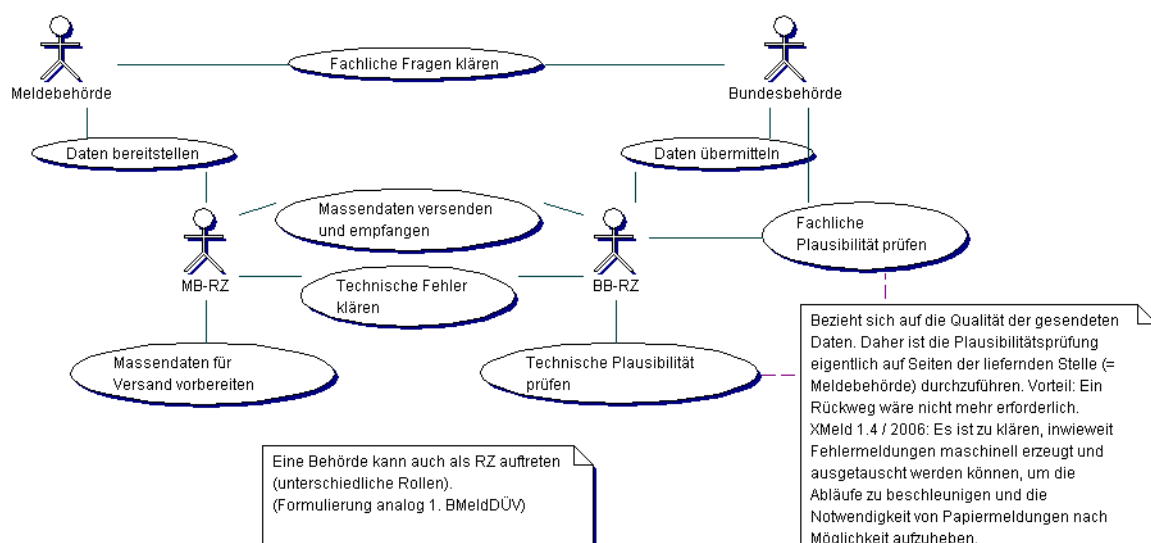 Fachliche Fragen klären
Meldebehörde
Bundesbehörde
Daten bereitstellen
Daten übermitteln
Massendaten versenden
und empfangen
Fachliche
Plausibilität prüfen
MB-RZ
Technische Fehler
klären
BB-RZ
Massendaten für
Versand vorbereiten
Technische Plausibilität
prüfen
Bezieht sich auf die Qualität der gesendeten
Daten. Daher ist die Plausibilitätsprüfung
eigentlich auf Seiten der liefernden Stelle (=
Meldebehörde) durchzuführen. Vorteil: Ein
Rückweg wäre nicht mehr erforderlich.
XMeld 1.4 / 2006: Es ist zu klären, inwieweit
Fehlermeldungen maschinell erzeugt und
ausgetauscht werden können, um die
Abläufe zu beschleunigen und die
Notwendigkeit von Papiermeldungen nach
Möglichkeit aufzuheben.
Eine Behörde kann auch als RZ auftreten
(unterschiedliche Rollen).
(Formulierung analog 1. BMeldDÜV)